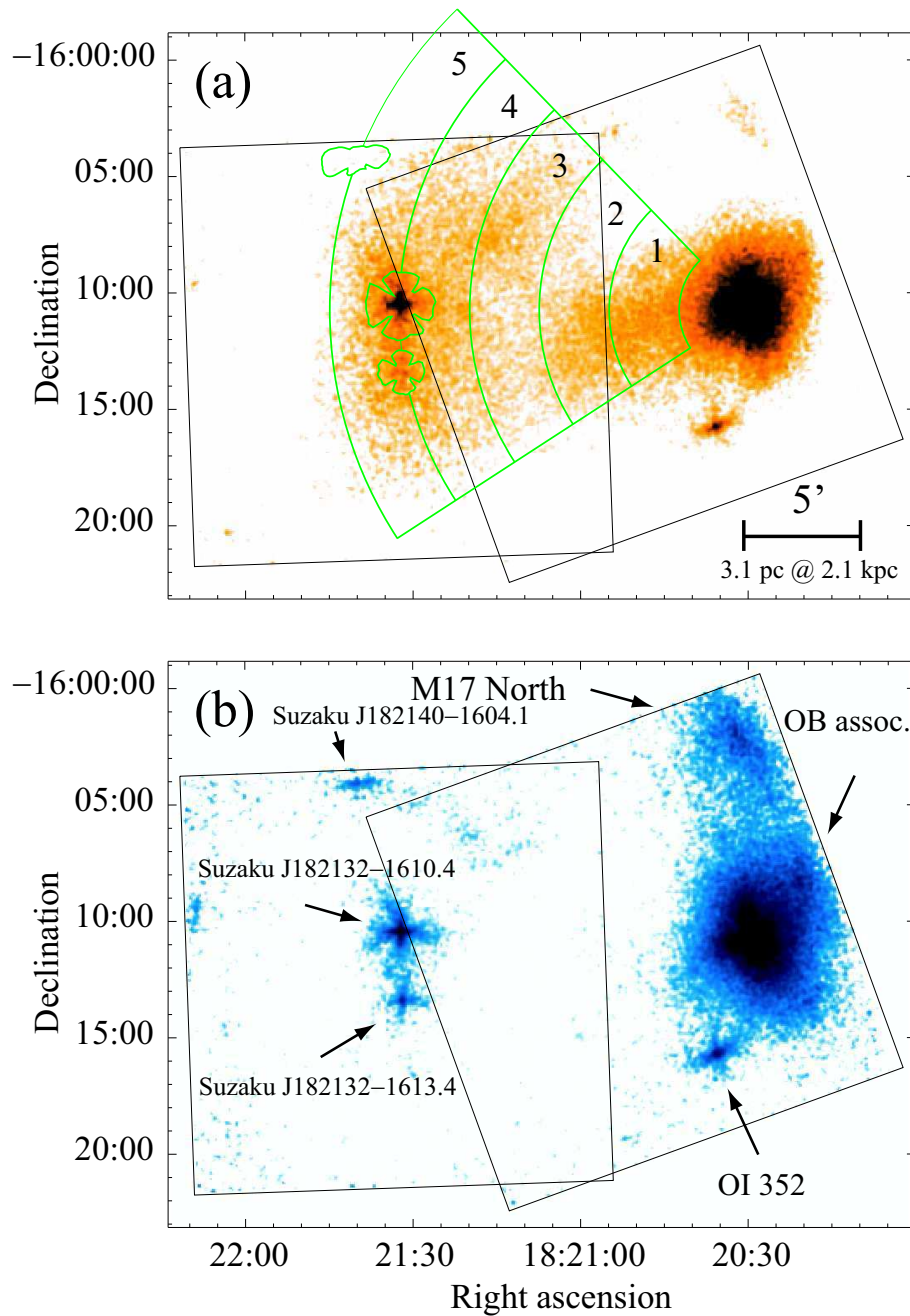 −16:00:00
(a)
5
4
3
2
1
05:00
10:00
15:00
20:00
Declination
5’
3.1 pc @ 2.1 kpc
−16:00:00
(b)
M17 North
Suzaku J182140−1604.1
OB assoc.
05:00
Suzaku J182132−1610.4
10:00
15:00
Suzaku J182132−1613.4
20:00
OI 352
Declination
22:00
21:30
18:21:00
20:30
Right ascension